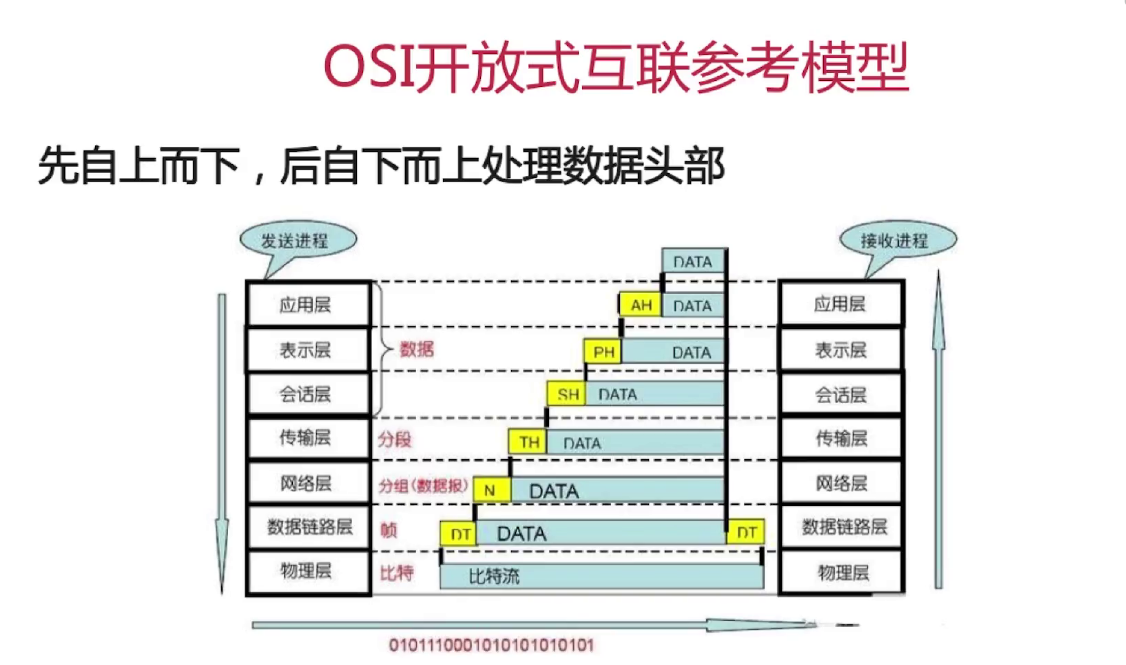 OSI开放式互联参考模型
先自上而下，后自下而上处理数据头部
发送进程
接收进程
DATA
应用层
AH DATA
应用层
表示层
数据
PH DATA
表示层
会话层
SH DATA
会话层
传输层
分段
TH DATA
传输层
网络层
分组(数据报)
N DATA
网络层
数据链路层
帧
DT DATA DT
数据链路层
物理层
比特
比特流
物理层
0101110001010101010101